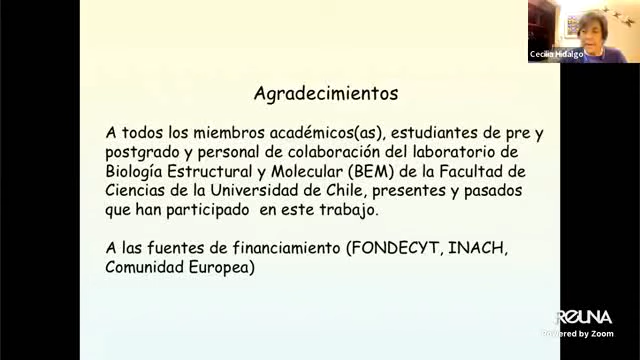 Cecilia Hidalgo
Agradecimientos
A todos los miembros académicos(as), estudiantes de pre y
postgrado y personal de colaboración del laboratorio de
Biología Estructural y Molecular (BEM) de la Facultad de
Ciencias de la Universidad de Chile, presentes y pasados
que han participado en este trabajo.
A las fuentes de financiamiento (FONDECYT, INACH,
Comunidad Europea)
REUNA
Powered by Zoom